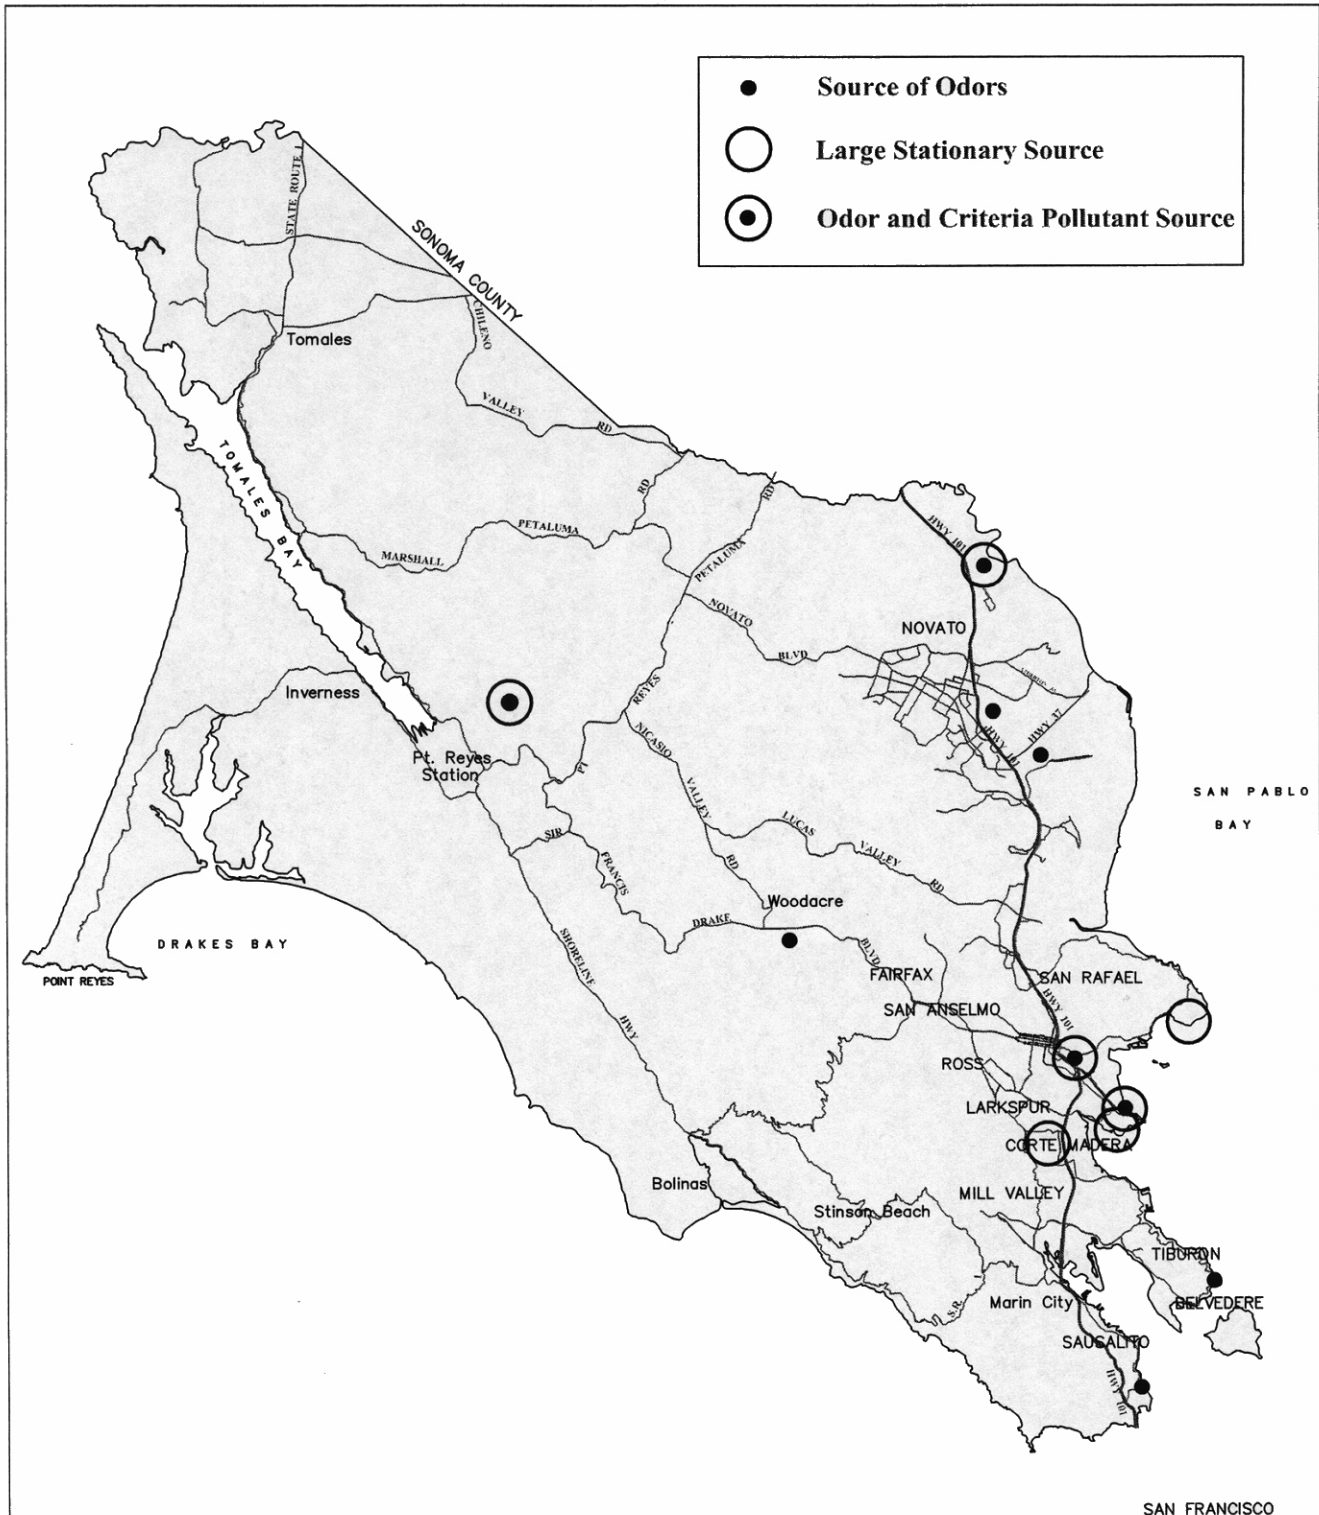 Source of Odors
Large Stationary Source
Odor and Criteria Pollutant Source
STATE ROUTE 1
SONOMA COUNTY
CHILENO
Tomales
VALLEY
RD
TOMALES BAY
RD
RD
PETALUMA
MARSHALL
PETALUMA
HWY 101
NOVATO
NOVATO
BLVD
Inverness
REYES
HWY 37
NICASIO
HWY 101
Pt. Reyes
Station
PT
VALLEY
SAN PABLO
BAY
SIR
LUCAS
VALLEY
FRANCIS
RD
RD
Woodacre
DRAKE
DRAKES BAY
SHORELINE
BLVD
FAIRFAX
SAN RAFAEL
POINT REYES
HWY 101
SAN ANSELMO
HWY
ROSS
LARKSPUR
CORTE MADERA
Bolinas
MILL VALLEY
Stinson Beach
TIBURON
S.R.
Marin City
BELVEDERE
SAUSALITO
HWY 101
SAN FRANCISCO